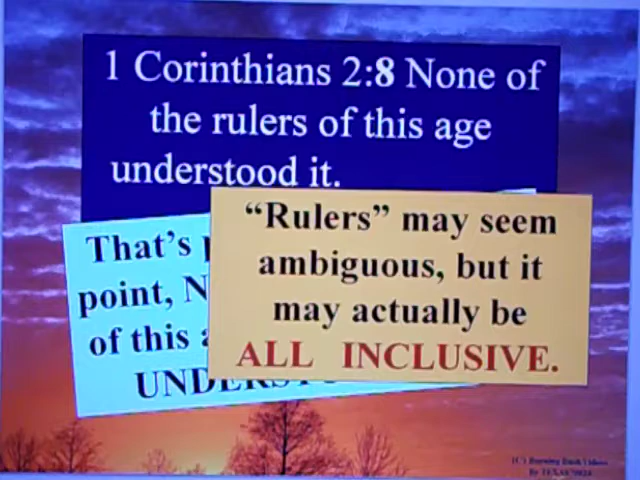 1 Corinthians 2:8 None of
the rulers of this age
understood it.
"Rulers" may seem
ambiguous, but it
may actually be
ALL INCLUSIVE.
That's
point,
of this